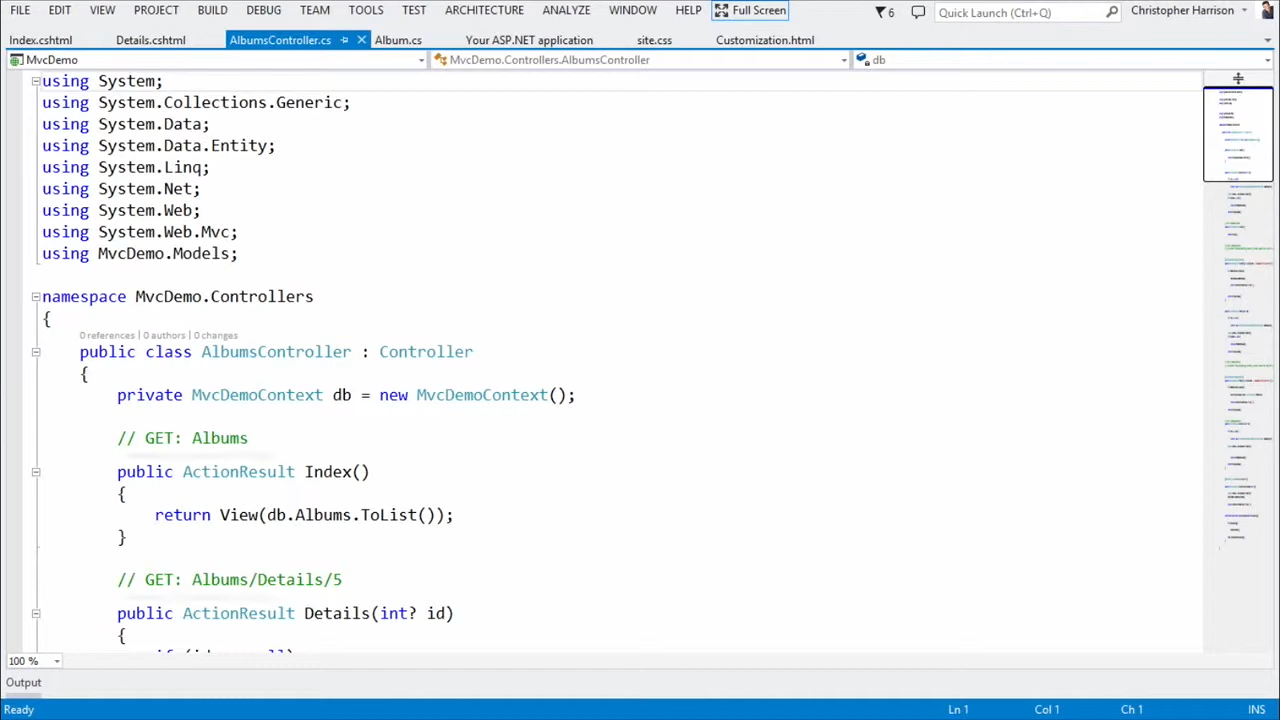 FILE EDIT VIEW PROJECT BUILD DEBUG TEAM TOOLS TEST ARCHITECTURE ANALYZE WINDOW HELP Full Screen 6 Quick Launch (Ctrl+Q) Christopher Harrison
Index.cshtml Details.cshtml AlbumsController.cs Album.cs Your ASP.NET application site.css Customization.html
MvcDemo MvcDemo.Controllers.AlbumsController db
using System;
using System.Collections.Generic;
using System.Data;
using System.Data.Entity;
using System.Linq;
using System.Net;
using System.Web;
using System.Web.Mvc;
using MvcDemo.Models;
namespace MvcDemo.Controllers
{
0 references | 0 authors | 0 changes
public class AlbumsController : Controller
{
private MvcDemoContext db = new MvcDemoContext();
// GET: Albums
public ActionResult Index()
{
return View(db.Albums.ToList());
}
// GET: Albums/Details/5
public ActionResult Details(int? id)
{
100 %
Output
Ready Ln 1 Col 1 Ch 1 INS